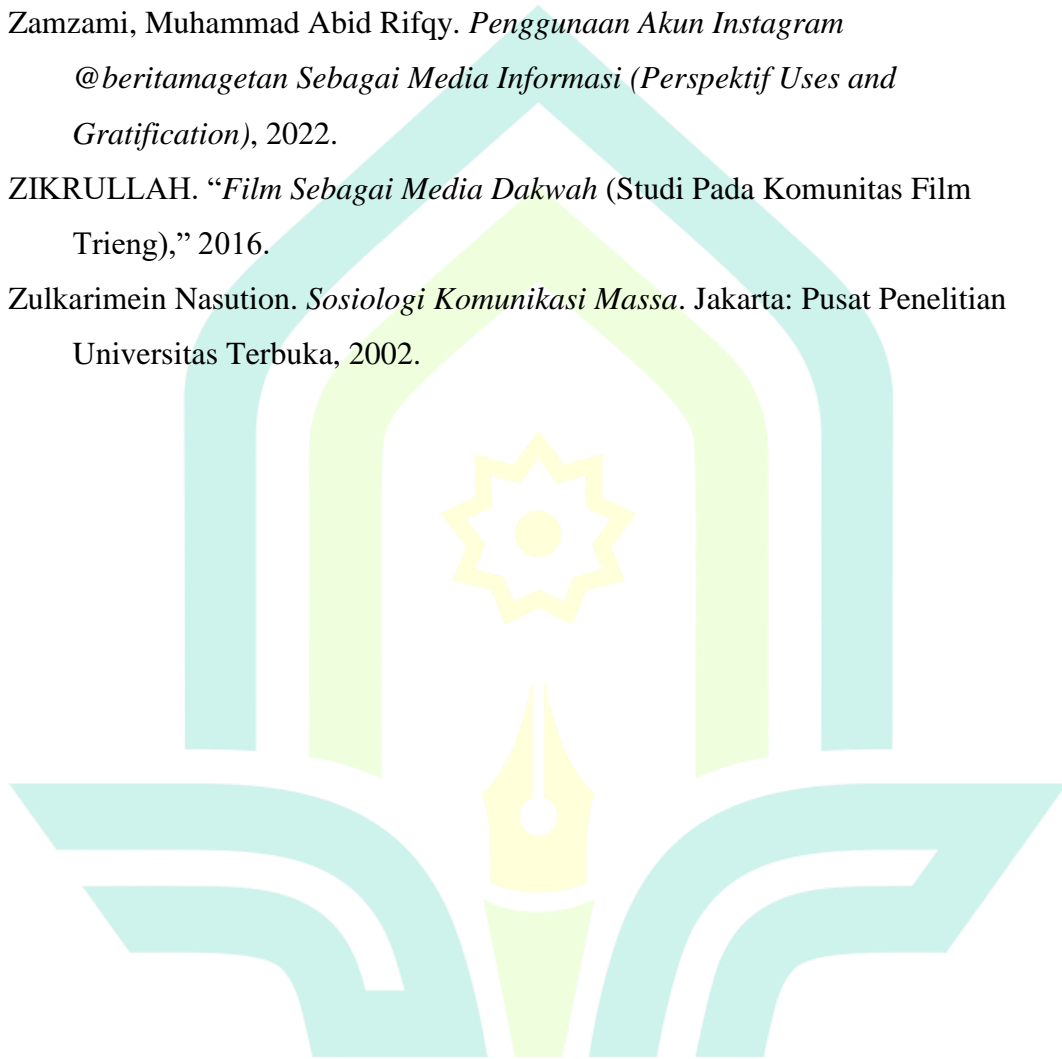 Zamzami, Muhammad Abid Rifqy. Penggunaan Akun Instagram
@beritamagetan Sebagai Media Informasi (Perspektif Uses and
Gratification), 2022.
ZIKRULLAH. “Film Sebagai Media Dakwah (Studi Pada Komunitas Film
Trieng),” 2016.
Zulkarimein Nasution. Sosiologi Komunikasi Massa. Jakarta: Pusat Penelitian
Universitas Terbuka, 2002.